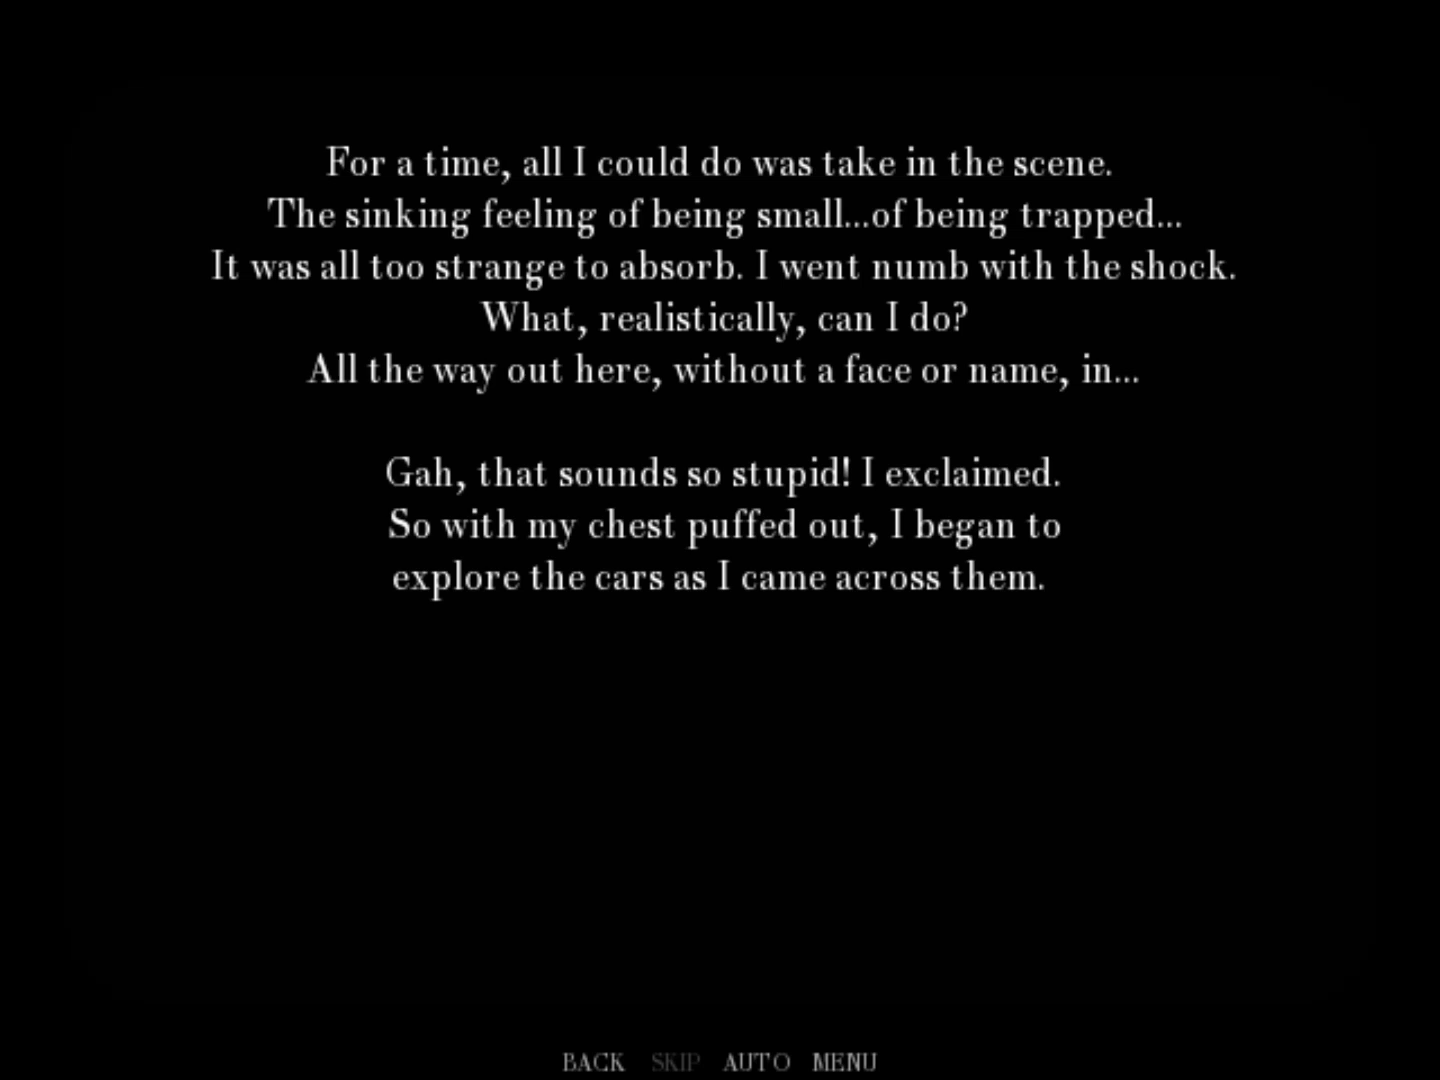 For a time, all I could do was take in the scene.
The sinking feeling of being small...of being trapped...
It was all too strange to absorb. I went numb with the shock.
What, realistically, can I do?
All the way out here, without a face or name, in...
Gah, that sounds so stupid! I exclaimed.
So with my chest puffed out, I began to
explore the cars as I came across them.
BACK SKIP AUTO MENU